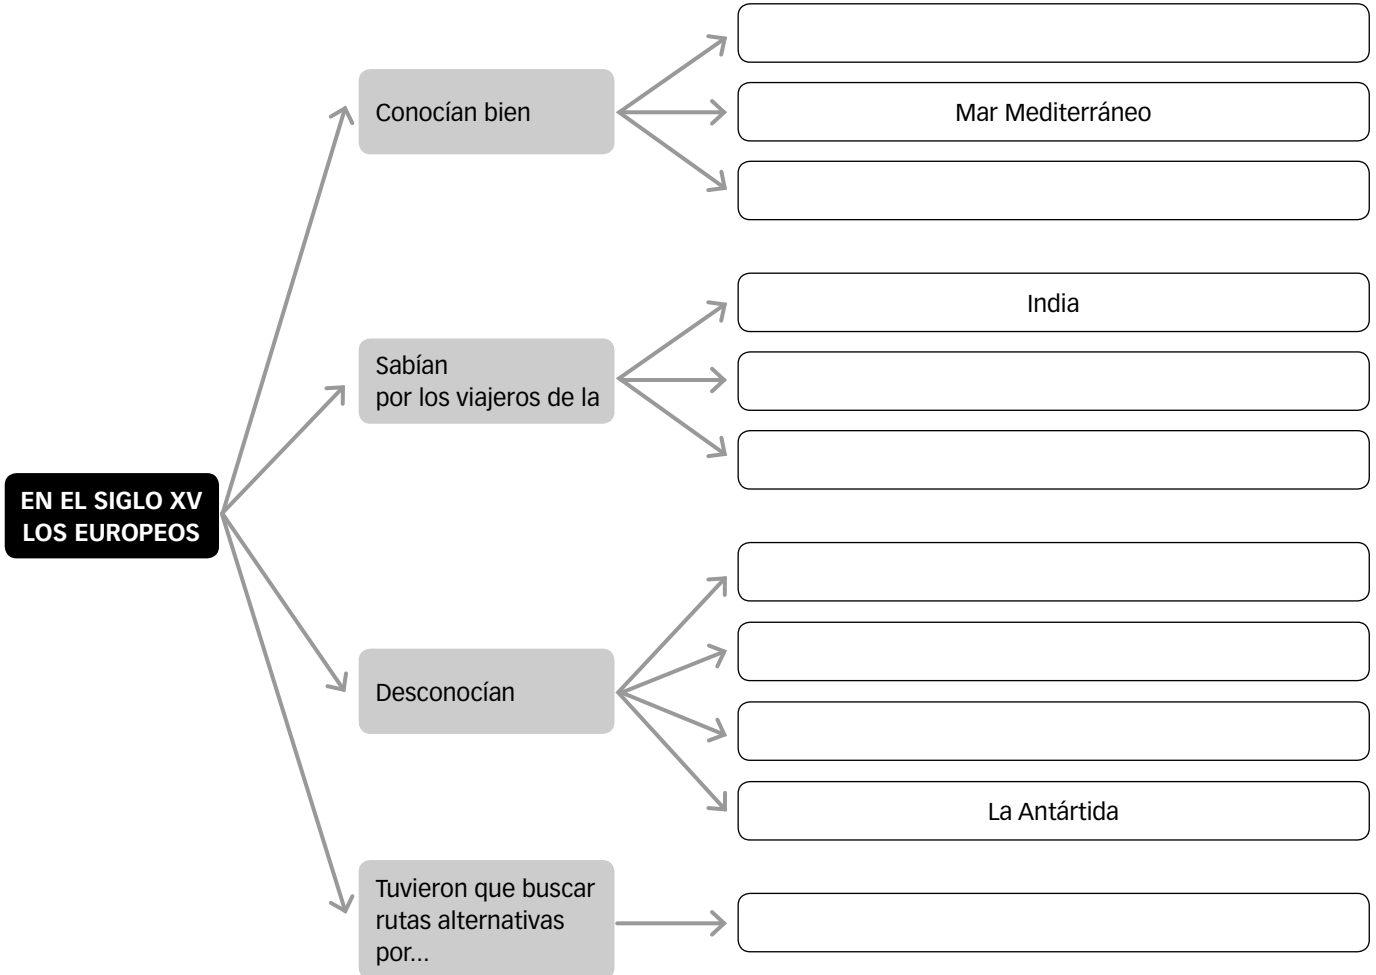 Conocían bien
Mar Mediterráneo
India
Sabían
por los viajeros de la
EN EL SIGLO XV
LOS EUROPEOS
Desconocían
La Antártida
Tuvieron que buscar
rutas alternativas
por...